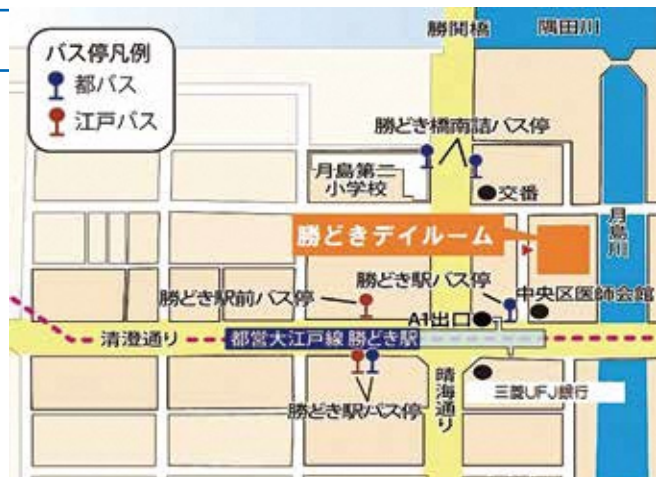 勝鬨橋
隅田川
バス停凡例
都バス
江戸バス
勝どき橋南詰バス停
月島第二
小学校
交番
月島川
勝どきデイルーム
勝どき駅前バス停
勝どき駅バス停
中央区医師会館
A1出口
清澄通り
都営大江戸線 勝どき駅
勝どき駅バス停
晴海通り
三菱UFJ銀行